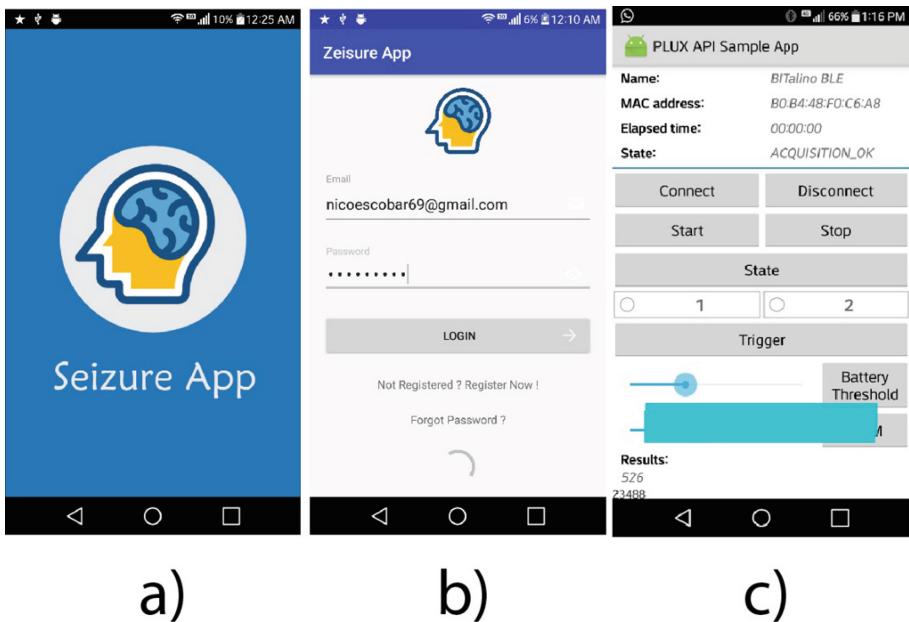 10% 12:25 AM
Seizure App
a)
6% 12:10 AM
Zeisure App
Email
nicoescobar69@gmail.com
Password
•••••••••
LOGIN
Not Registered ? Register Now !
Forgot Password ?
b)
66% 1:16 PM
PLUX API Sample App
Name: BITalino BLE
MAC address: B0:B4:48:F0:C6:A8
Elapsed time: 00:00:00
State: ACQUISITION_OK
Connect Disconnect
Start Stop
State
1 2
Trigger
Battery
Threshold
Results:
526
23488
c)